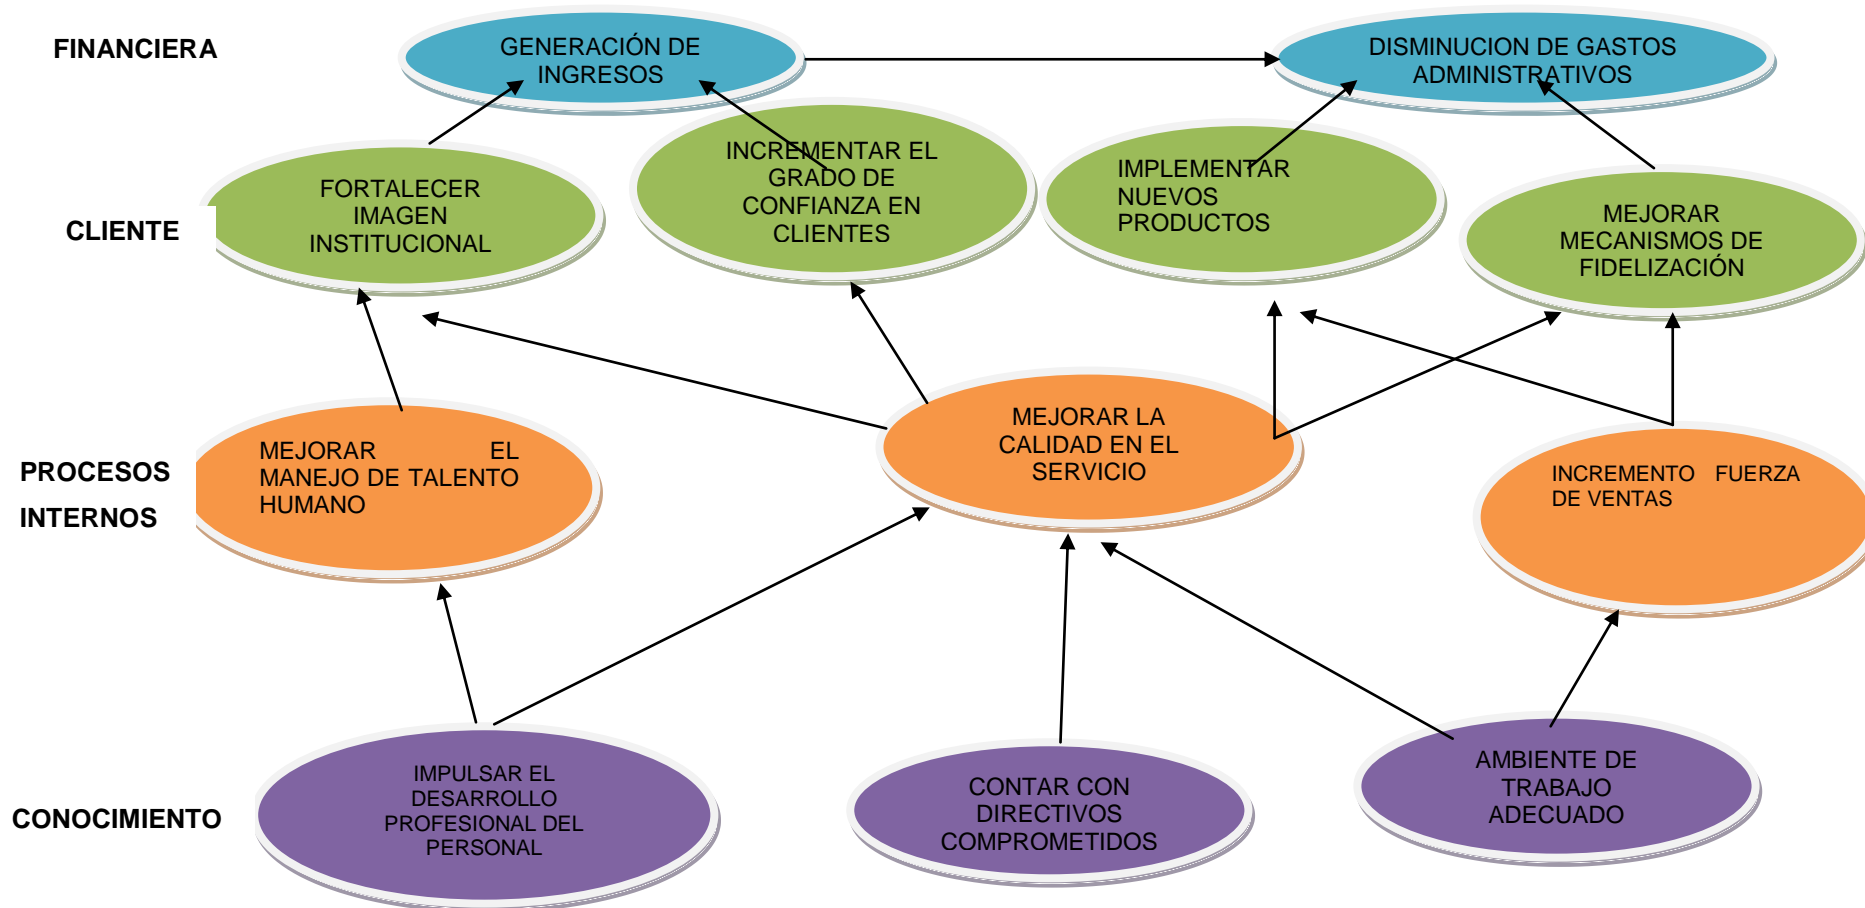 FINANCIERA
GENERACIÓN DE
INGRESOS
DISMINUCION DE GASTOS
ADMINISTRATIVOS
CLIENTE
FORTALECER
IMAGEN
INSTITUCIONAL
INCREMENTAR EL
GRADO DE
CONFIANZA EN
CLIENTES
IMPLEMENTAR
NUEVOS
PRODUCTOS
MEJORAR
MECANISMOS DE
FIDELIZACIÓN
PROCESOS
INTERNOS
MEJORAR EL
MANEJO DE TALENTO
HUMANO
MEJORAR LA
CALIDAD EN EL
SERVICIO
INCREMENTO FUERZA
DE VENTAS
CONOCIMIENTO
IMPULSAR EL
DESARROLLO
PROFESIONAL DEL
PERSONAL
CONTAR CON
DIRECTIVOS
COMPROMETIDOS
AMBIENTE DE
TRABAJO
ADECUADO